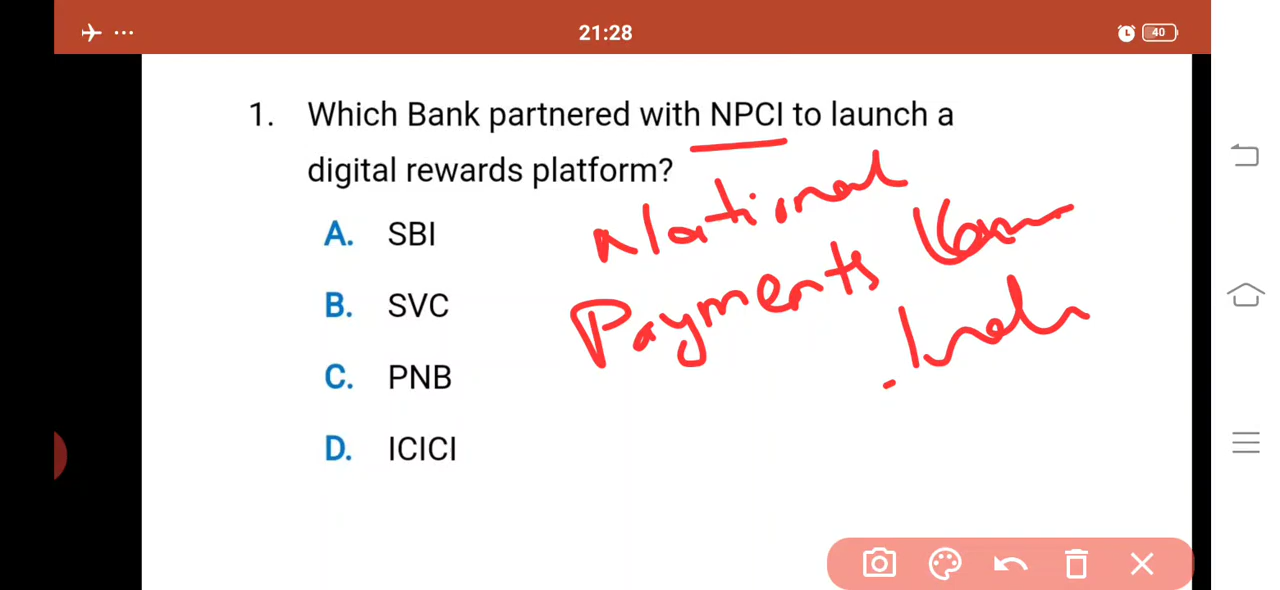 21:28
40
1. Which Bank partnered with NPCI to launch a
digital rewards platform?
A. SBI
B. SVC
C. PNB
D. ICICI
National
Payments